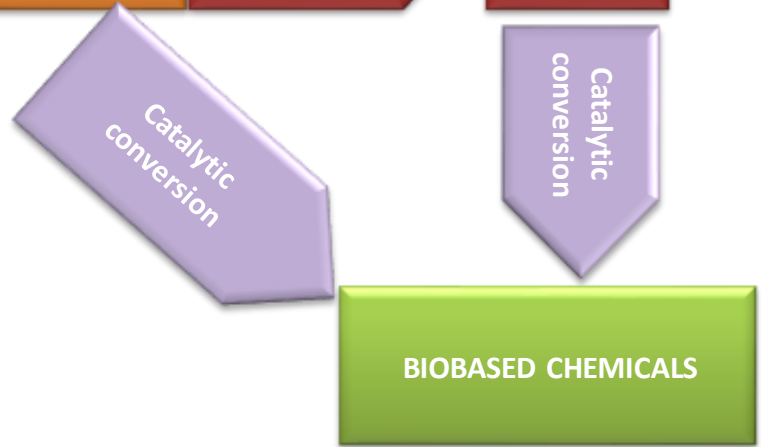 Catalytic
conversion
Catalytic
conversion
BIOBASED CHEMICALS